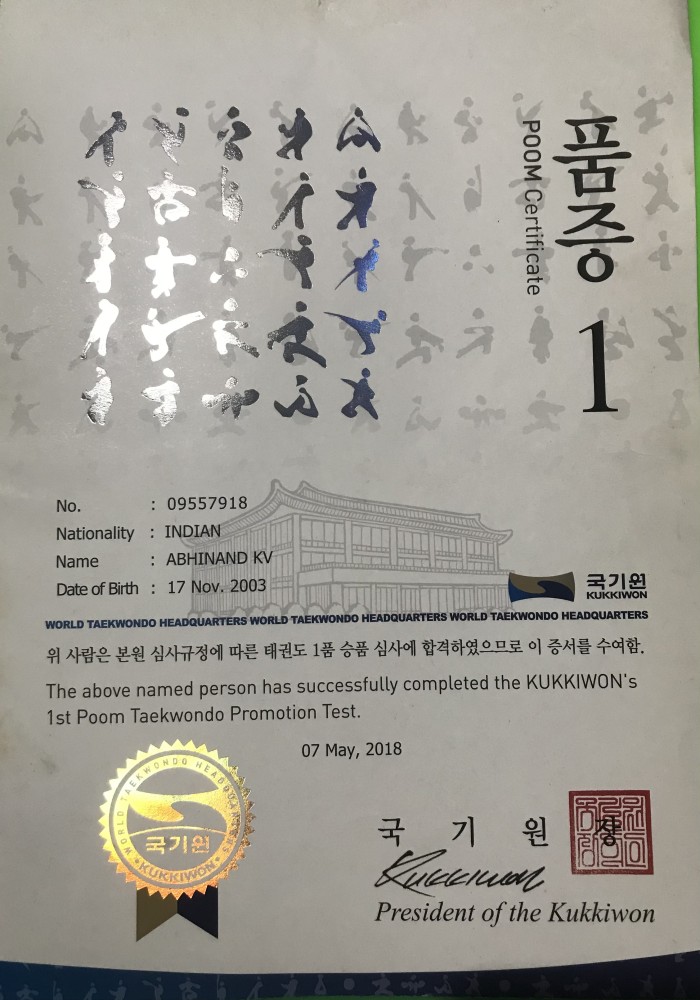 품증 1
POOM Certificate
No. : 09557918
Nationality : INDIAN
Name : ABHINAND KV
Date of Birth : 17 Nov. 2003
국기원
KUKKIWON
WORLD TAEKWONDO HEADQUARTERS WORLD TAEKWONDO HEADQUARTERS WORLD TAEKWONDO HEADQUARTERS
위 사람은 본원 심사규정에 따른 태권도 1품 승품 심사에 합격하였으므로 이 증서를 수여함.
The above named person has successfully completed the KUKKIWON's
1st Poom Taekwondo Promotion Test.
07 May, 2018
WORLD TAEKWONDO HEADQUARTERS
국기원
KUKKIWON
국 기 원 장
Kukkiwon
President of the Kukkiwon